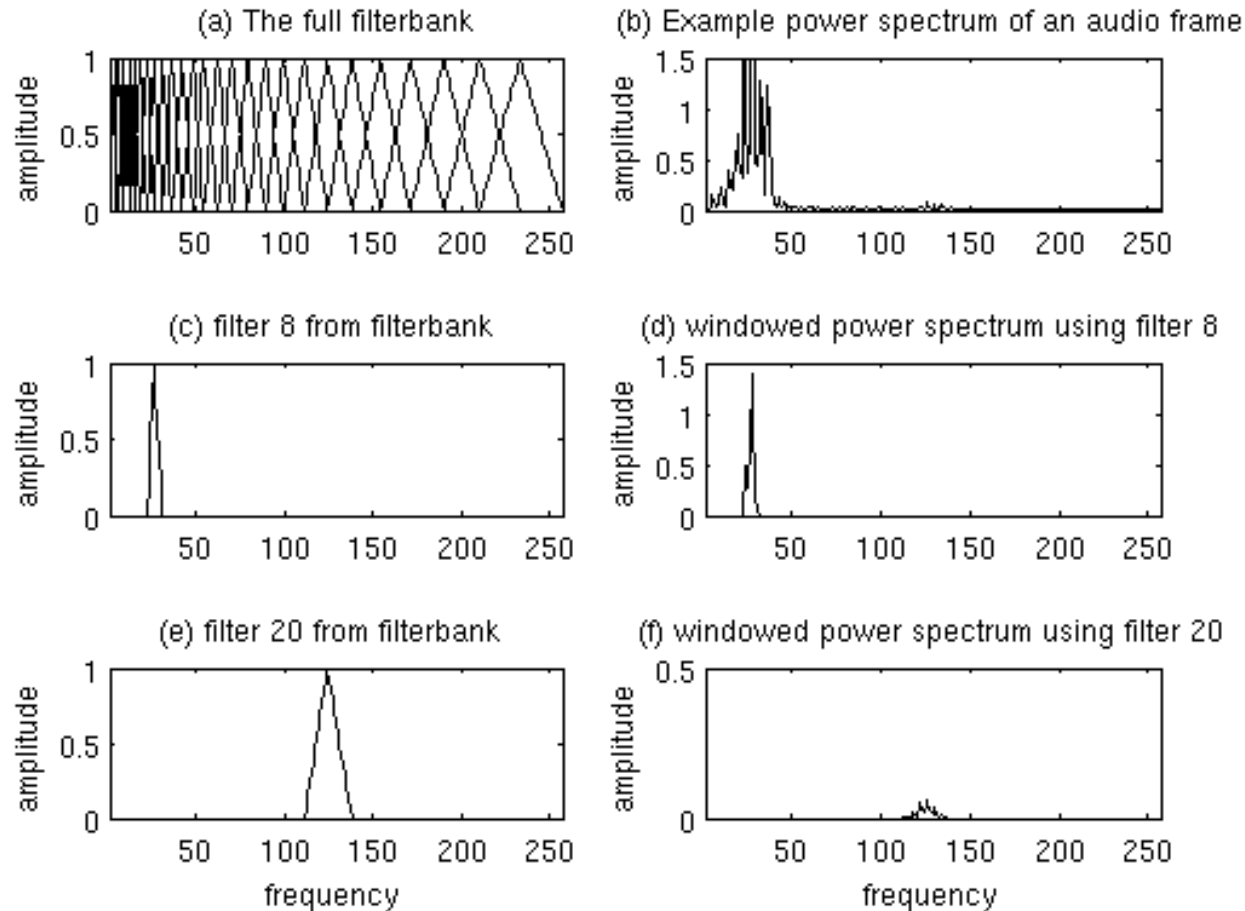 (a) The full filterbank
amplitude
1
0.5
0
50 100 150 200 250
(b) Example power spectrum of an audio frame
amplitude
1.5
1
0.5
0
50 100 150 200 250
(c) filter 8 from filterbank
amplitude
1
0.5
0
50 100 150 200 250
(d) windowed power spectrum using filter 8
amplitude
1.5
1
0.5
0
50 100 150 200 250
(e) filter 20 from filterbank
amplitude
1
0.5
0
50 100 150 200 250
frequency
(f) windowed power spectrum using filter 20
amplitude
0.5
0
50 100 150 200 250
frequency